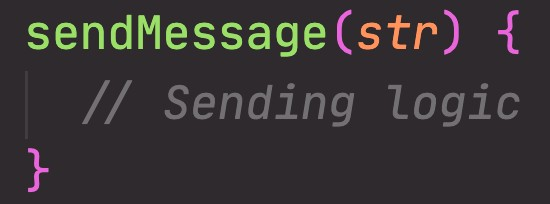 sendMessage(str) {
  // Sending logic
}